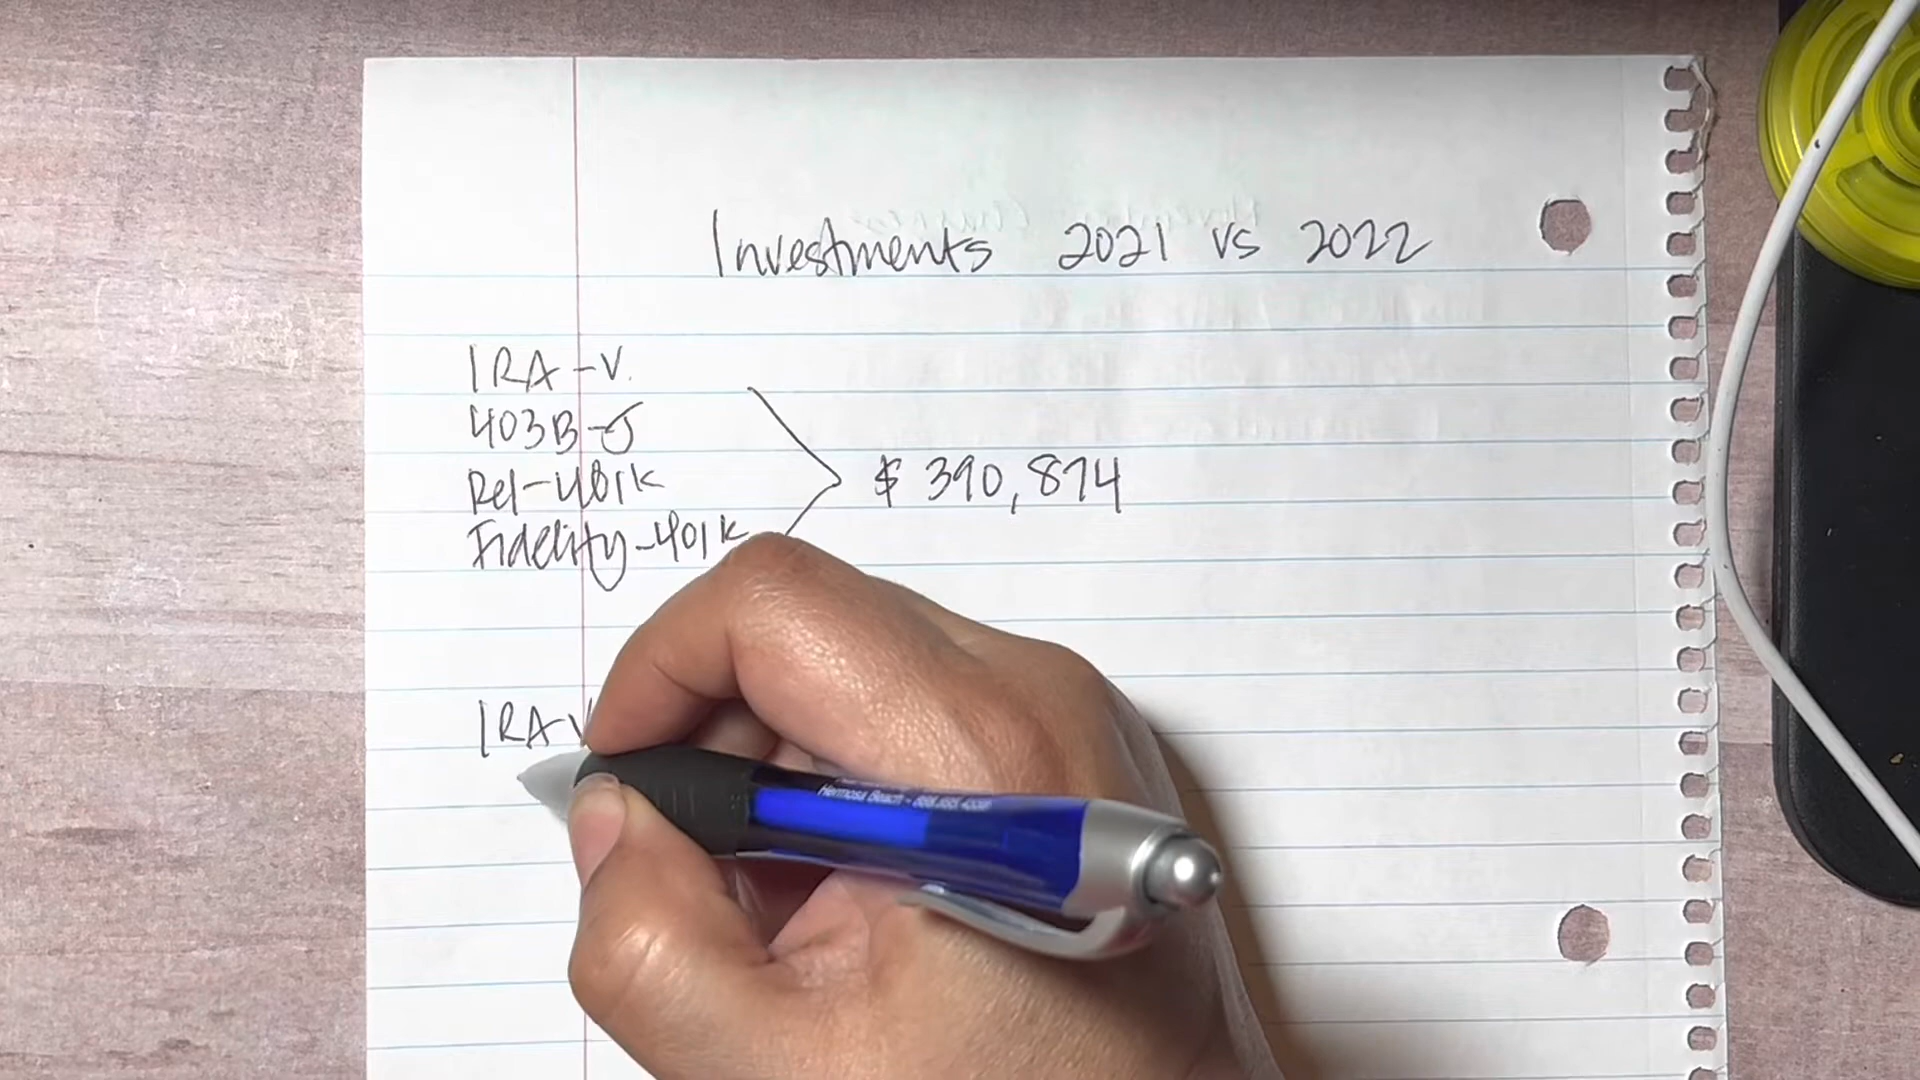 Investments 2021 vs 2022
IRA-V.
403B-J
Rel-401k
Fidelity-401k
$ 390,874
IRA-V
Hermosa Beach -